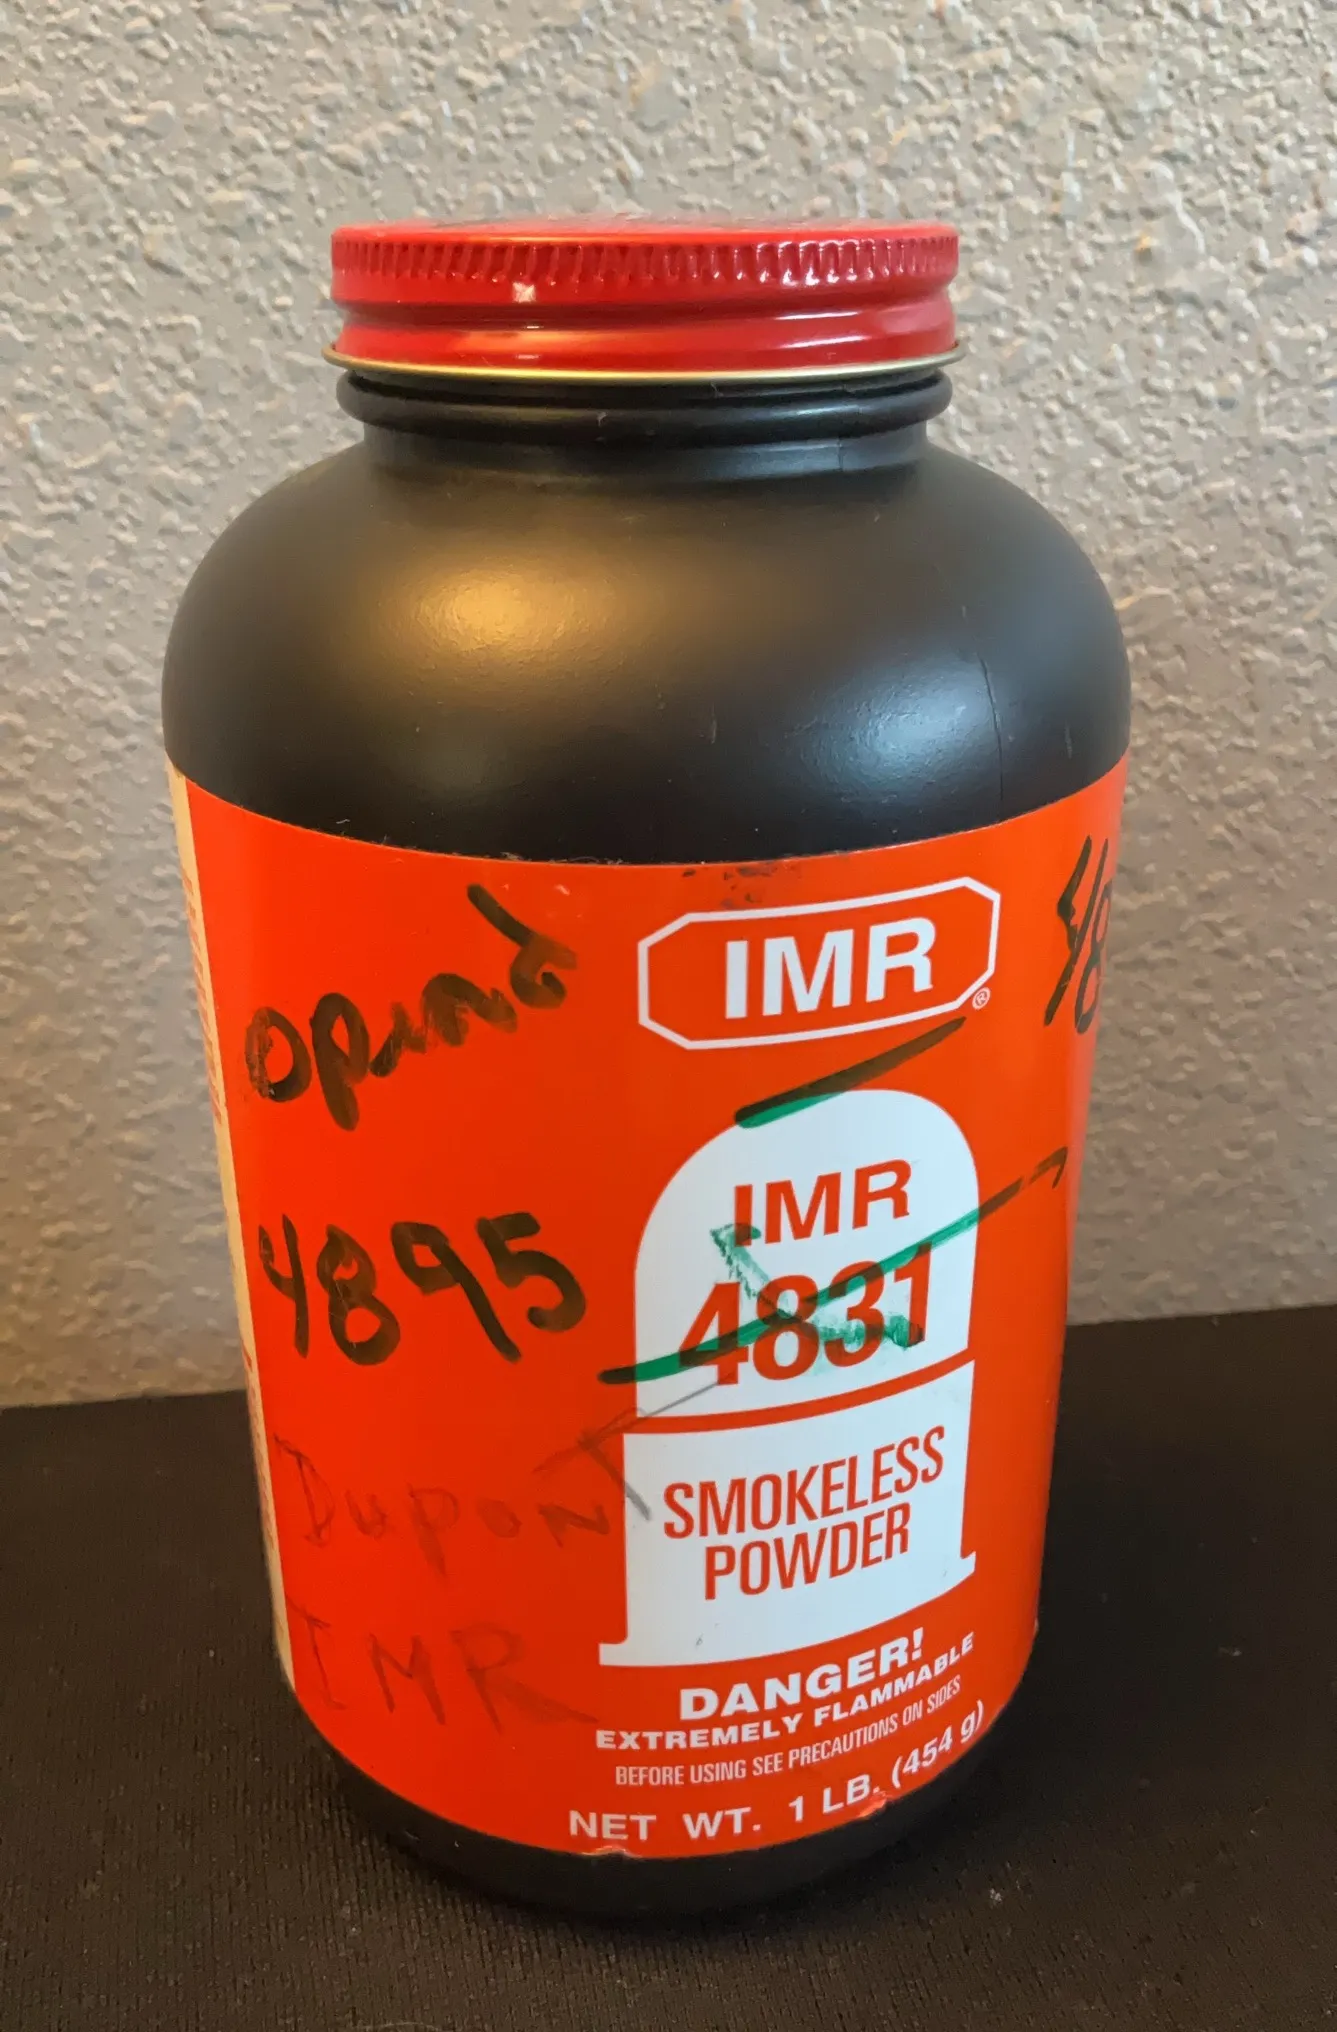 IMR®
opend
4895
IMR
4831
Dupont
IMR
SMOKELESS
POWDER
DANGER!
EXTREMELY FLAMMABLE
BEFORE USING SEE PRECAUTIONS ON SIDES
NET WT. 1 LB. (454 g)